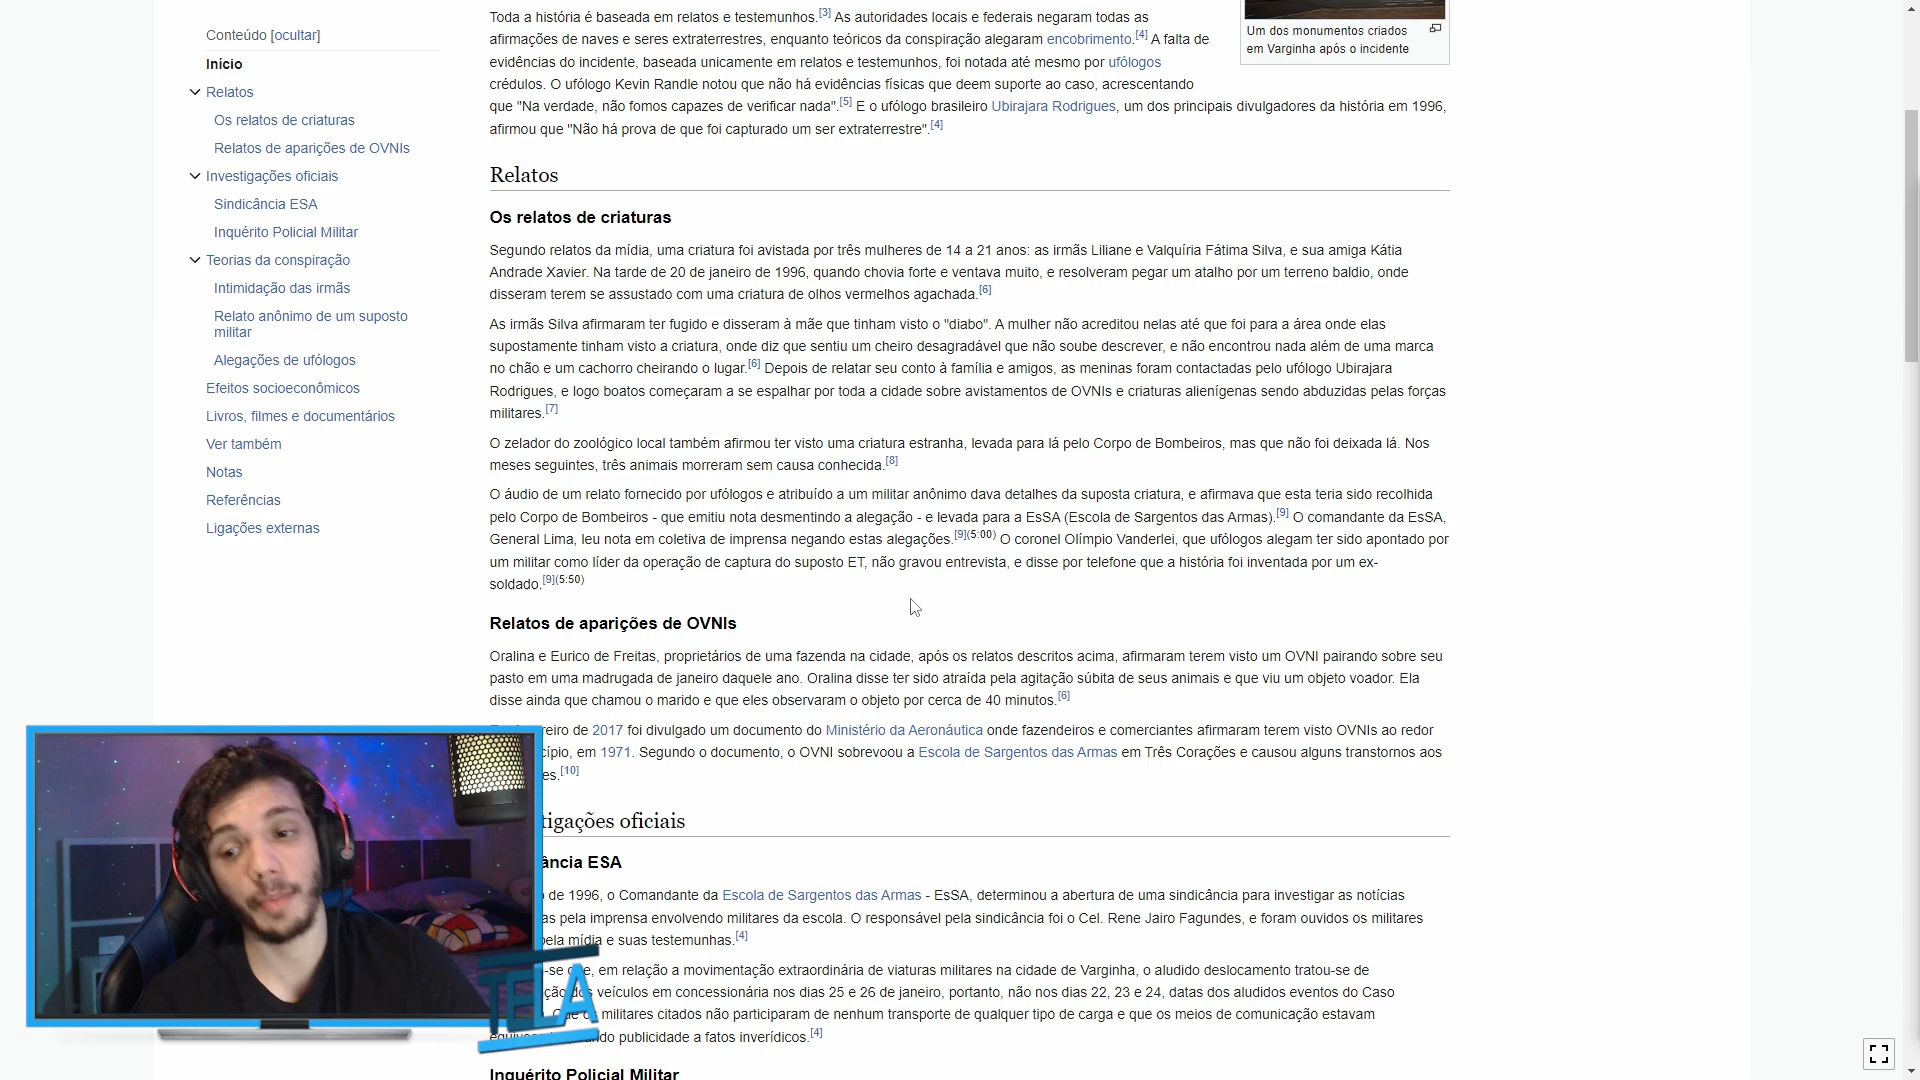 Conteúdo [ocultar]
Início
Relatos
Os relatos de criaturas
Relatos de aparições de OVNIs
Investigações oficiais
Sindicância ESA
Inquérito Policial Militar
Teorias da conspiração
Intimidação das irmãs
Relato anônimo de um suposto
militar
Alegações de ufólogos
Efeitos socioeconômicos
Livros, filmes e documentários
Ver também
Notas
Referências
Ligações externas
Toda a história é baseada em relatos e testemunhos.[3] As autoridades locais e federais negaram todas as
afirmações de naves e seres extraterrestres, enquanto teóricos da conspiração alegaram encobrimento.[4] A falta de
evidências do incidente, baseada unicamente em relatos e testemunhos, foi notada até mesmo por ufólogos
crédulos. O ufólogo Kevin Randle notou que não há evidências físicas que deem suporte ao caso, acrescentando
que "Na verdade, não fomos capazes de verificar nada".[5] E o ufólogo brasileiro Ubirajara Rodrigues, um dos principais divulgadores da história em 1996,
afirmou que "Não há prova de que foi capturado um ser extraterrestre".[4]
Um dos monumentos criados
em Varginha após o incidente
Relatos
Os relatos de criaturas
Segundo relatos da mídia, uma criatura foi avistada por três mulheres de 14 a 21 anos: as irmãs Liliane e Valquíria Fátima Silva, e sua amiga Kátia
Andrade Xavier. Na tarde de 20 de janeiro de 1996, quando chovia forte e ventava muito, e resolveram pegar um atalho por um terreno baldio, onde
disseram terem se assustado com uma criatura de olhos vermelhos agachada.[6]
As irmãs Silva afirmaram ter fugido e disseram à mãe que tinham visto o "diabo". A mulher não acreditou nelas até que foi para a área onde elas
supostamente tinham visto a criatura, onde diz que sentiu um cheiro desagradável que não soube descrever, e não encontrou nada além de uma marca
no chão e um cachorro cheirando o lugar.[6] Depois de relatar seu conto à família e amigos, as meninas foram contactadas pelo ufólogo Ubirajara
Rodrigues, e logo boatos começaram a se espalhar por toda a cidade sobre avistamentos de OVNIs e criaturas alienígenas sendo abduzidas pelas forças
militares.[7]
O zelador do zoológico local também afirmou ter visto uma criatura estranha, levada para lá pelo Corpo de Bombeiros, mas que não foi deixada lá. Nos
meses seguintes, três animais morreram sem causa conhecida.[8]
O áudio de um relato fornecido por ufólogos e atribuído a um militar anônimo dava detalhes da suposta criatura, e afirmava que esta teria sido recolhida
pelo Corpo de Bombeiros - que emitiu nota desmentindo a alegação - e levada para a EsSA (Escola de Sargentos das Armas).[9] O comandante da EsSA,
General Lima, leu nota em coletiva de imprensa negando estas alegações.[9](5:00) O coronel Olímpio Vanderlei, que ufólogos alegam ter sido apontado por
um militar como líder da operação de captura do suposto ET, não gravou entrevista, e disse por telefone que a história foi inventada por um ex-
soldado.[9](5:50)
Relatos de aparições de OVNIs
Oralina e Eurico de Freitas, proprietários de uma fazenda na cidade, após os relatos descritos acima, afirmaram terem visto um OVNI pairando sobre seu
pasto em uma madrugada de janeiro daquele ano. Oralina disse ter sido atraída pela agitação súbita de seus animais e que viu um objeto voador. Ela
disse ainda que chamou o marido e que eles observaram o objeto por cerca de 40 minutos.[6]
reiro de 2017 foi divulgado um documento do Ministério da Aeronáutica onde fazendeiros e comerciantes afirmaram terem visto OVNIs ao redor
cípio, em 1971. Segundo o documento, o OVNI sobrevoou a Escola de Sargentos das Armas em Três Corações e causou alguns transtornos aos
es.[10]
tigações oficiais
ância ESA
de 1996, o Comandante da Escola de Sargentos das Armas - EsSA, determinou a abertura de uma sindicância para investigar as notícias
as pela imprensa envolvendo militares da escola. O responsável pela sindicância foi o Cel. Rene Jairo Fagundes, e foram ouvidos os militares
pela mídia e suas testemunhas.[4]
-se que, em relação a movimentação extraordinária de viaturas militares na cidade de Varginha, o aludido deslocamento tratou-se de
ção dos veículos em concessionária nos dias 25 e 26 de janeiro, portanto, não nos dias 22, 23 e 24, datas dos aludidos eventos do Caso
Que os militares citados não participaram de nenhum transporte de qualquer tipo de carga e que os meios de comunicação estavam
ndo publicidade a fatos inverídicos.[4]
Inquérito Policial Militar
TELA